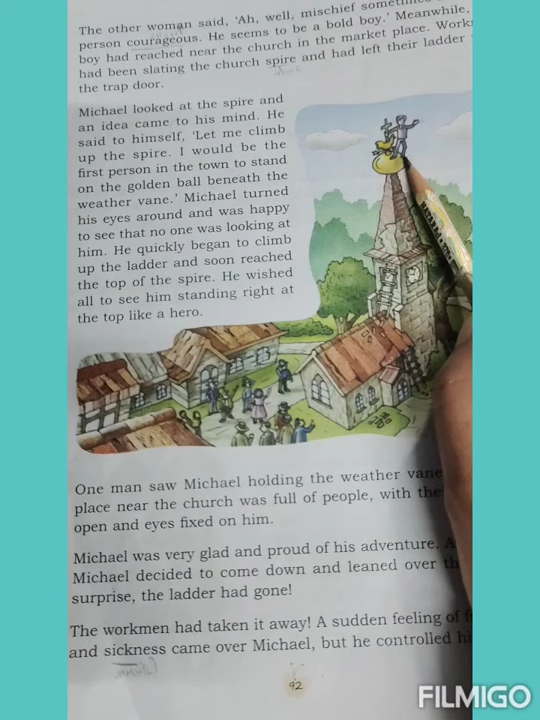 The other woman said, 'Ah, well, mischief sometimes
person courageous. He seems to be a bold boy.' Meanwhile,
boy had reached near the church in the market place.
had been slating the church spire and had left their ladder
the trap door.
Michael looked at the spire and
an idea came to his mind. He
said to himself, 'Let me climb
up the spire. I would be the
first person in the town to stand
on the golden ball beneath the
weather vane.' Michael turned
his eyes around and was happy
to see that no one was looking at
him. He quickly began to climb
up the ladder and soon reached
the top of the spire. He wished
all to see him standing right at
the top like a hero.
One man saw Michael holding the weather vane
place near the church was full of people, with
open and eyes fixed on him.
Michael was very glad and proud of his adventure.
Michael decided to come down and leaned over
surprise, the ladder had gone!
The workmen had taken it away! A sudden feeling of
and sickness came over Michael, but he controlled
92
FILMIGO